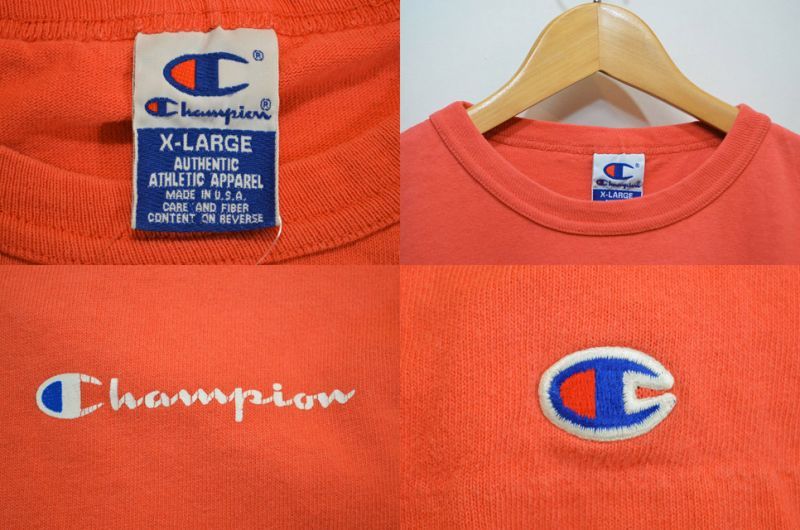 ®
Champion®
X-LARGE
AUTHENTIC
ATHLETIC APPAREL
MADE IN U.S.A.
CARE AND FIBER
CONTENT ON REVERSE
Champion
X-LARGE
Champion